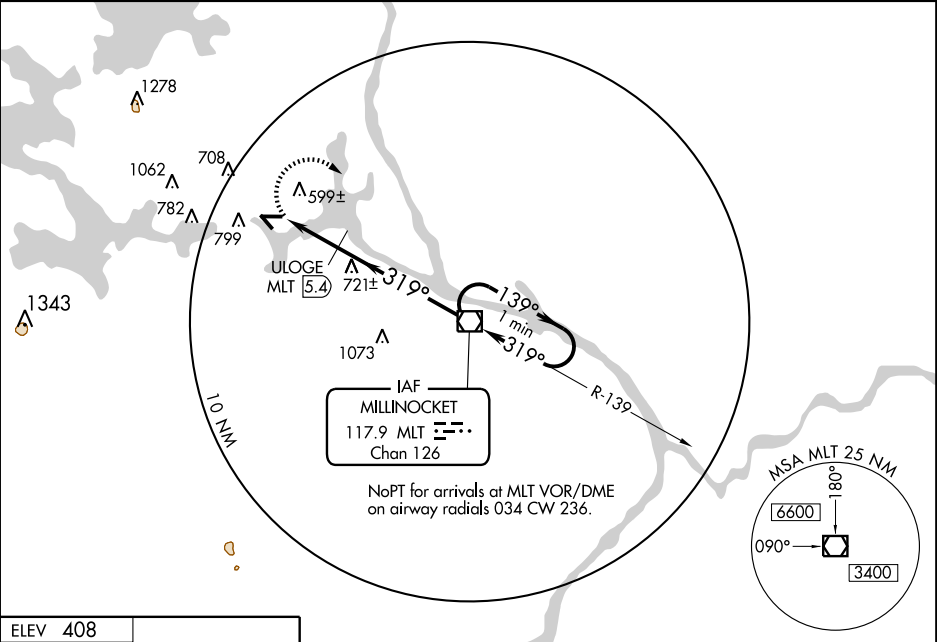 1278
1062
708
782
799
599±
ULOGE
MLT 5.4
721±
319°
139°
1 min
319°
1343
1073
R-139
10 NM
IAF
MILLINOCKET
117.9 MLT
Chan 126
NoPT for arrivals at MLT VOR/DME
on airway radials 034 CW 236.
MSA MLT 25 NM
180°
6600
090°
3400
ELEV 408